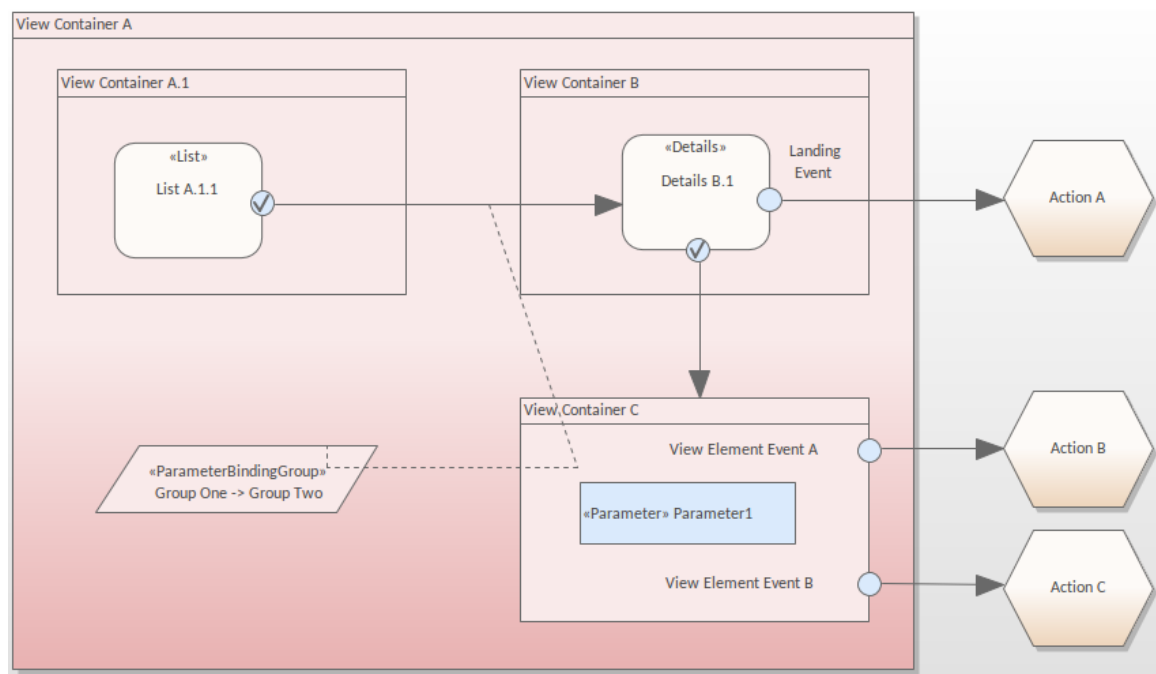 View Container A
View Container A.1
View Container B
«List»
List A.1.1
«Details»
Details B.1
Landing
Event
Action A
View Container C
View Element Event A
Action B
«ParameterBindingGroup»
Group One -> Group Two
«Parameter» Parameter1
View Element Event B
Action C